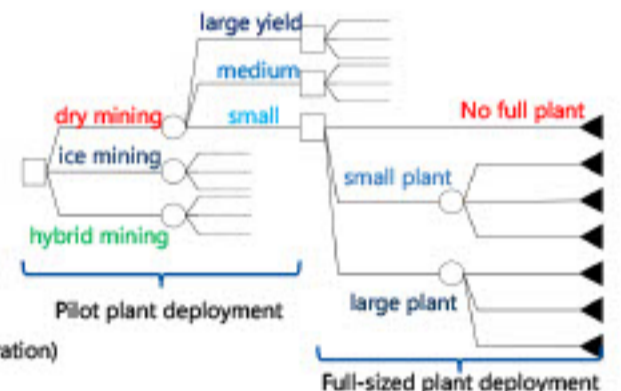 large yield
medium
small
dry mining
ice mining
hybrid mining
No full plant
small plant
large plant
Pilot plant deployment
ration)
Full-sized plant deployment